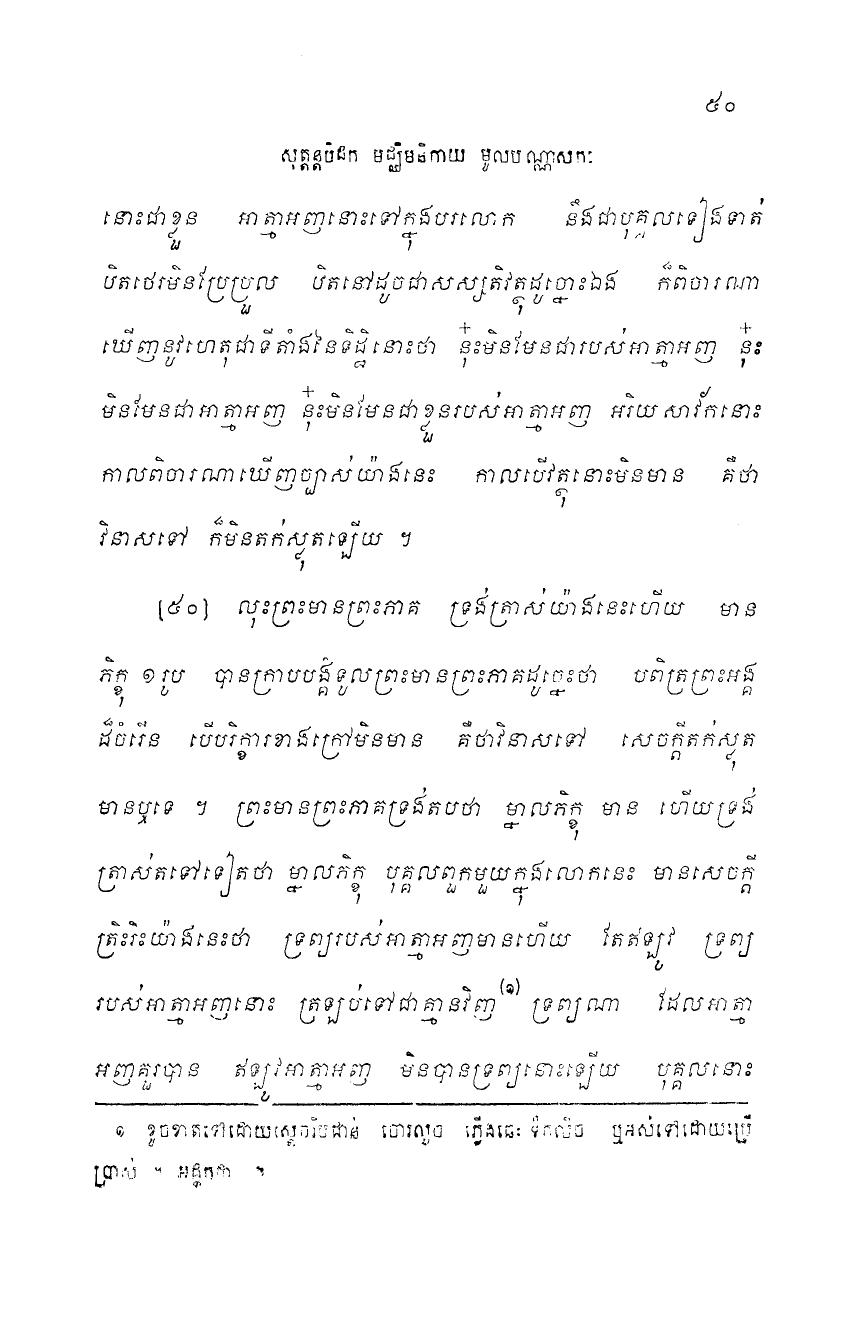 ៥០
សុត្តន្តបិដក មជ្ឈិមនិកាយ មូលបណ្ណាសកៈ
នោះជាខ្លួន អាត្មាអញនោះទៅក្នុងបរលោក នឹងជាបុគ្គលទៀងទាត់
ឋិតថេរមិនប្រែប្រួល ឋិតនៅដូចជាសស្សតិវត្ថុដូច្នោះឯង ក៏ពិចារណា
ឃើញនូវហេតុជាទីតាំងនៃទិដ្ឋិនោះថា នុ៎ះមិនមែនជារបស់អាត្មាអញ នុ៎ះ
មិនមែនជាអាត្មាអញ នុ៎ះមិនមែនជាខ្លួនរបស់អាត្មាអញ អរិយសាវ័កនោះ
កាលពិចារណាឃើញច្បាស់យ៉ាងនេះ កាលបើវត្ថុនោះមិនមាន គឺថា
វិនាសទៅ ក៏មិនតក់ស្លុតឡើយ ។
[៥០] លុះព្រះមានព្រះភាគ ទ្រង់ត្រាស់យ៉ាងនេះហើយ មាន
ភិក្ខុ ១រូប បានក្រាបបង្គំទូលព្រះមានព្រះភាគដូច្នេះថា បពិត្រព្រះអង្គ
ដ៏ចំរើន បើបរិក្ខារខាងក្រៅមិនមាន គឺថាវិនាសទៅ សេចក្តីតក់ស្លុត
មានឬទេ ។ ព្រះមានព្រះភាគទ្រង់តបថា ម្នាលភិក្ខុ មាន ហើយទ្រង់
ត្រាស់តទៅទៀតថា ម្នាលភិក្ខុ បុគ្គលពួកមួយក្នុងលោកនេះ មានសេចក្តី
ត្រិះរិះយ៉ាងនេះថា ទ្រព្យរបស់អាត្មាអញមានហើយ តែឥឡូវ ទ្រព្យ
របស់អាត្មាអញនោះ ត្រឡប់ទៅជាគ្មានវិញ(១) ទ្រព្យណា ដែលអាត្មា
អញគួរបាន ឥឡូវអាត្មាអញ មិនបានទ្រព្យនោះឡើយ បុគ្គលនោះ
១ ខូចខាតទៅដោយស្តេចរឹបជាន់ ចោរលួច ភ្លើងឆេះ ទឹកលិច ឬអស់ទៅដោយប្រើ
ប្រាស់ ។ អដ្ឋកថា ។